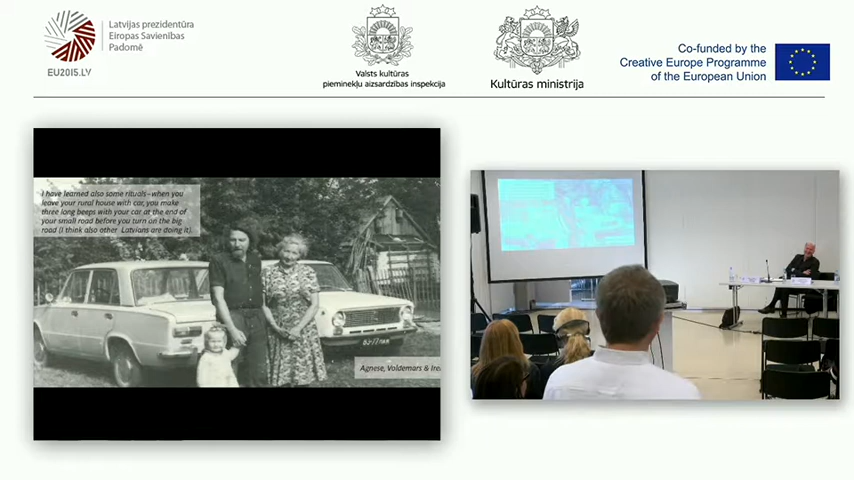 Latvijas prezidentūra
Eiropas Savienības
Padomē
EU2015.LV
Valsts kultūras
pieminekļu aizsardzības inspekcija
Kultūras ministrija
Co-funded by the
Creative Europe Programme
of the European Union
I have learned also some rituals - when you
leave your rural house with car, you make
three long beeps with your car at the end of
your small road before you turn on the big
road (I think also other Latvians are doing it).
Agnese, Voldemars & Ire